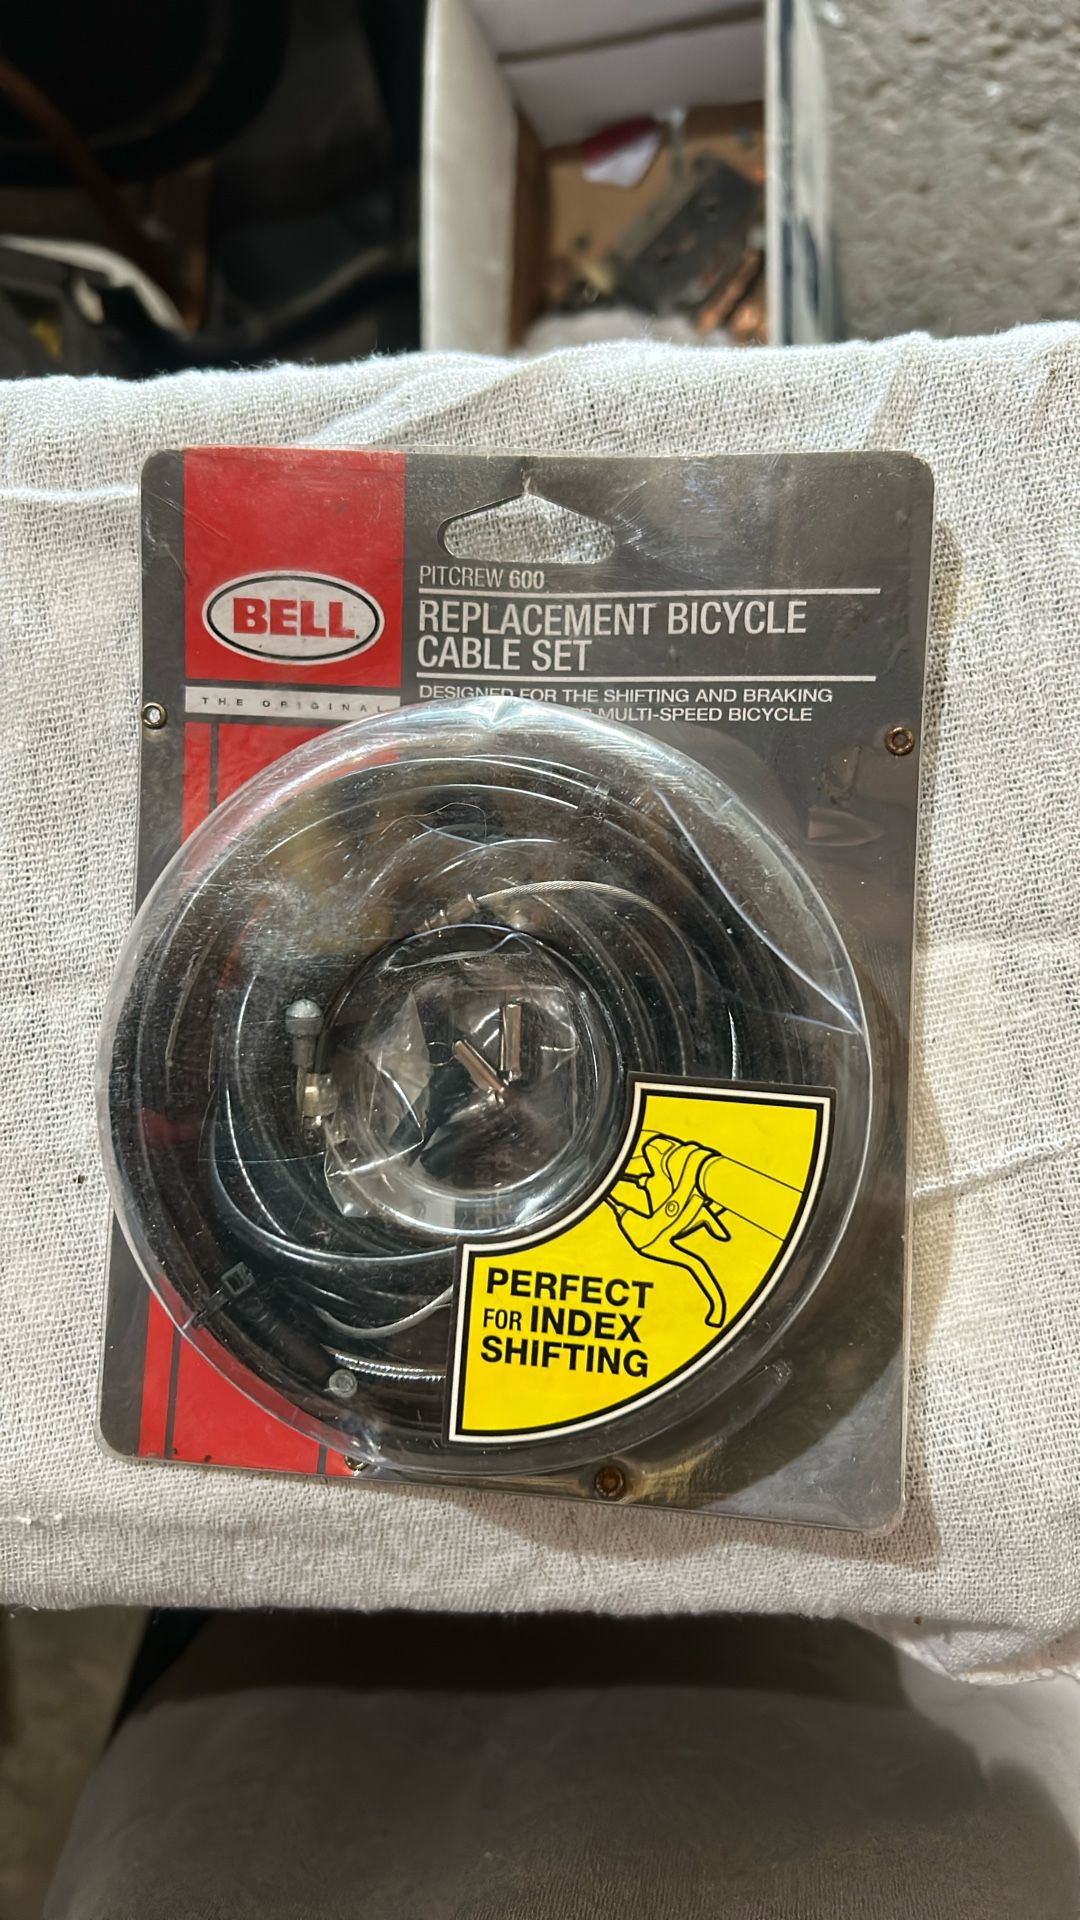 BELL
THE ORIGINAL
PITCREW 600
REPLACEMENT BICYCLE
CABLE SET
DESIGNED FOR THE SHIFTING AND BRAKING
MULTI-SPEED BICYCLE
PERFECT
FOR INDEX
SHIFTING